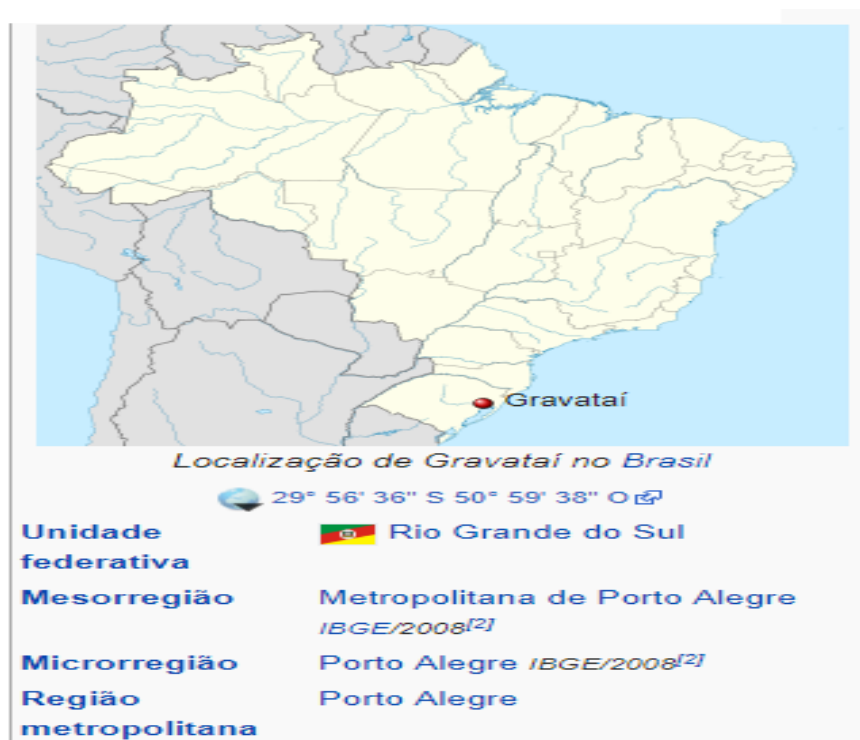 Gravataí
Localização de Gravataí no Brasil
29° 56' 36" S 50° 59' 38" O
Unidade federativa
Rio Grande do Sul
Mesorregião
Metropolitana de Porto Alegre
IBGE/2008[2]
Microrregião
Porto Alegre IBGE/2008[2]
Região metropolitana
Porto Alegre